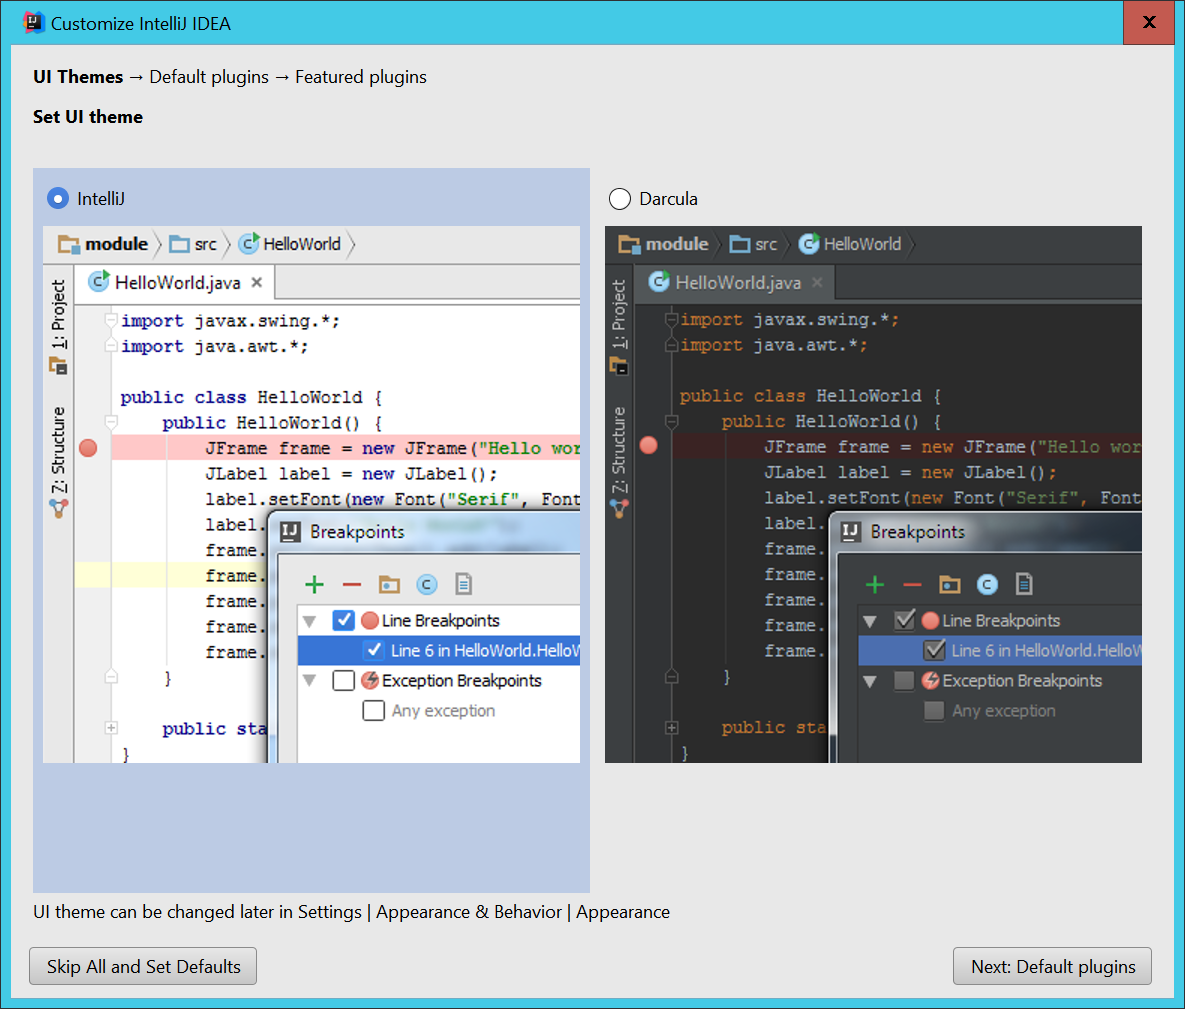 Customize IntelliJ IDEA
UI Themes → Default plugins → Featured plugins
Set UI theme
IntelliJ
module src HelloWorld
HelloWorld.java
1: Project
7: Structure
import javax.swing.*;
import java.awt.*;
public class HelloWorld {
public HelloWorld() {
JFrame frame = new JFrame("Hello wor
JLabel label = new JLabel();
label.setFont(new Font("Serif", Font
label.
frame.
frame.
frame.
frame.
frame.
}
public sta
}
Breakpoints
Line Breakpoints
Line 6 in HelloWorld.HelloW
Exception Breakpoints
Any exception
Darcula
module src HelloWorld
HelloWorld.java
1: Project
7: Structure
import javax.swing.*;
import java.awt.*;
public class HelloWorld {
public HelloWorld() {
JFrame frame = new JFrame("Hello wor
JLabel label = new JLabel();
label.setFont(new Font("Serif", Font
label.
frame.
frame.
frame.
frame.
frame.
}
public sta
}
Breakpoints
Line Breakpoints
Line 6 in HelloWorld.HelloW
Exception Breakpoints
Any exception
UI theme can be changed later in Settings | Appearance & Behavior | Appearance
Skip All and Set Defaults
Next: Default plugins